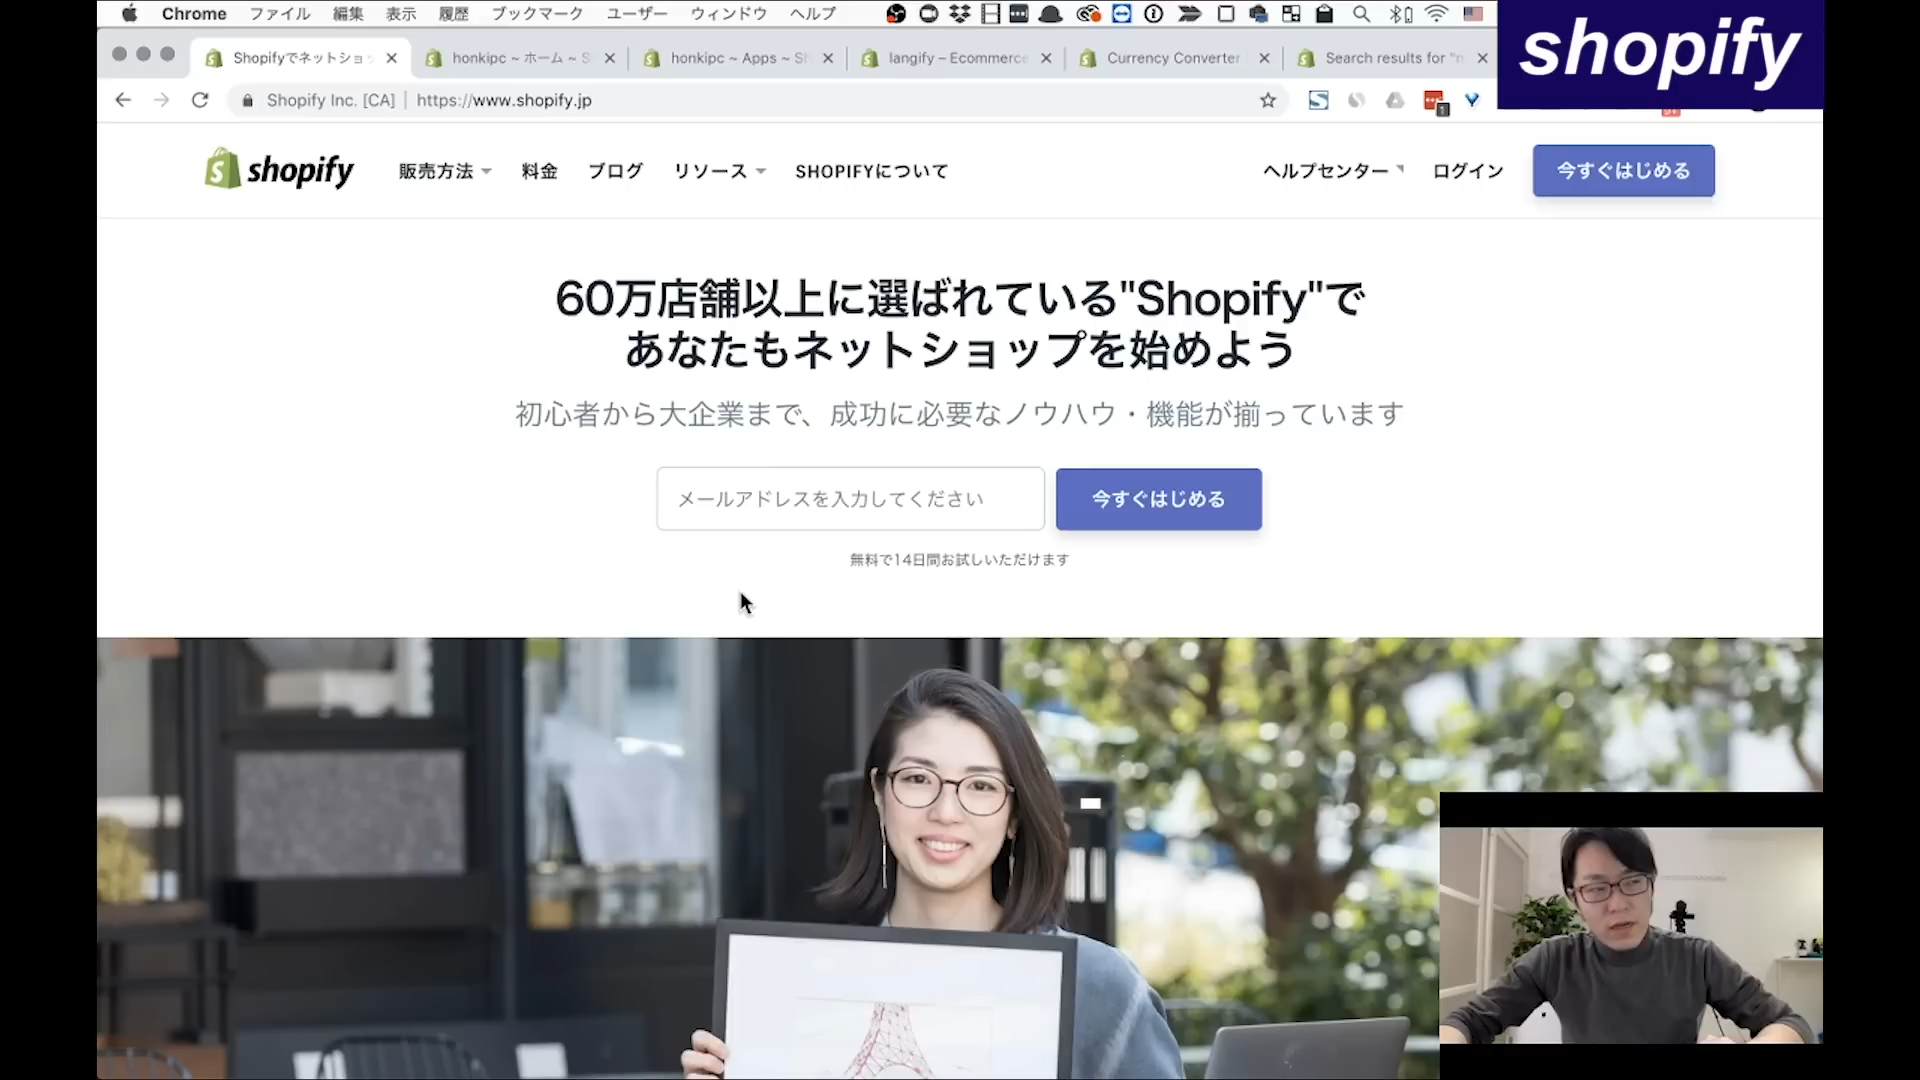 Chrome ファイル 編集 表示 履歴 ブックマーク ユーザー ウィンドウ ヘルプ
shopify
Shopifyでネットショ
honkipc ~ ホーム ~ S
honkipc ~ Apps ~ Sh
langify – Ecommerce
Currency Converter
Search results for "n
Shopify Inc. [CA] | https://www.shopify.jp
shopify 販売方法 料金 ブログ リソース SHOPIFYについて ヘルプセンター ログイン 今すぐはじめる
60万店舗以上に選ばれている"Shopify"で
あなたもネットショップを始めよう
初心者から大企業まで、成功に必要なノウハウ・機能が揃っています
メールアドレスを入力してください 今すぐはじめる
無料で14日間お試しいただけます